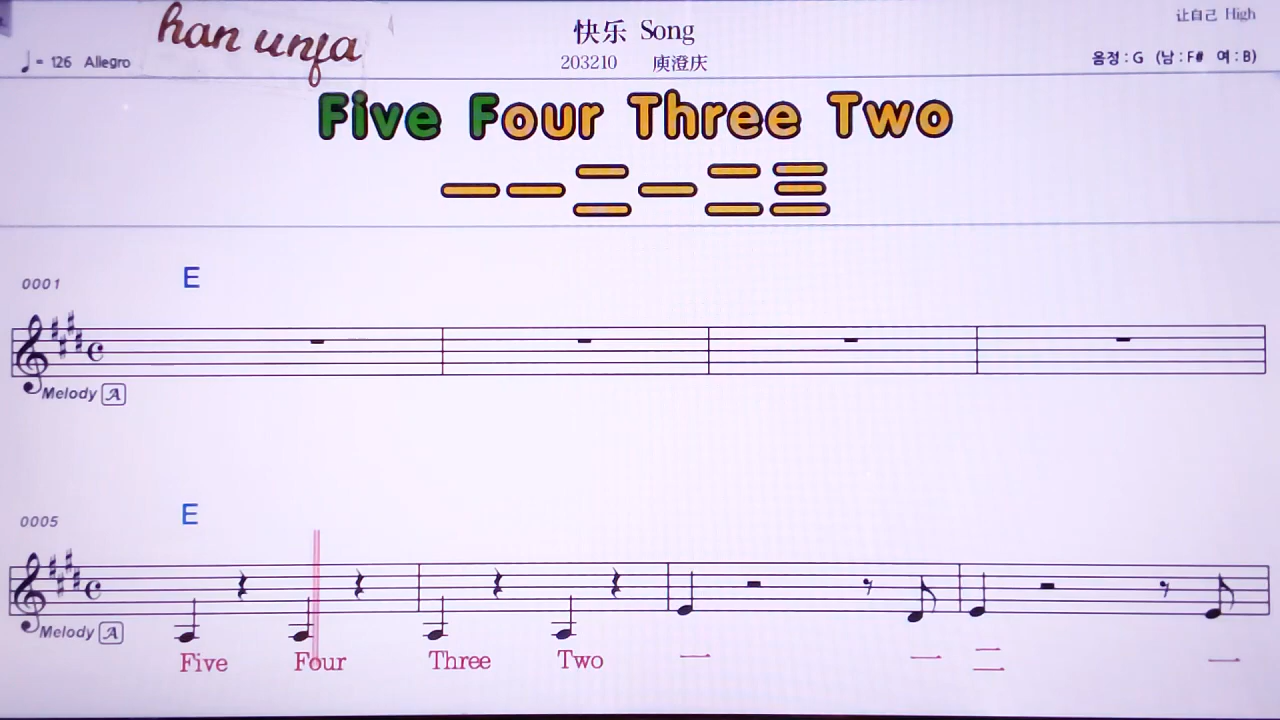 han unja
快乐 Song
让自己 High
♩= 126 Allegro
203210 庾澄庆
음정 : G (남 : F# 여 : B)
Five Four Three Two
一一二一二三
0001
E
Melody A
0005
E
Melody A
Five Four Three Two 一 一 二 一